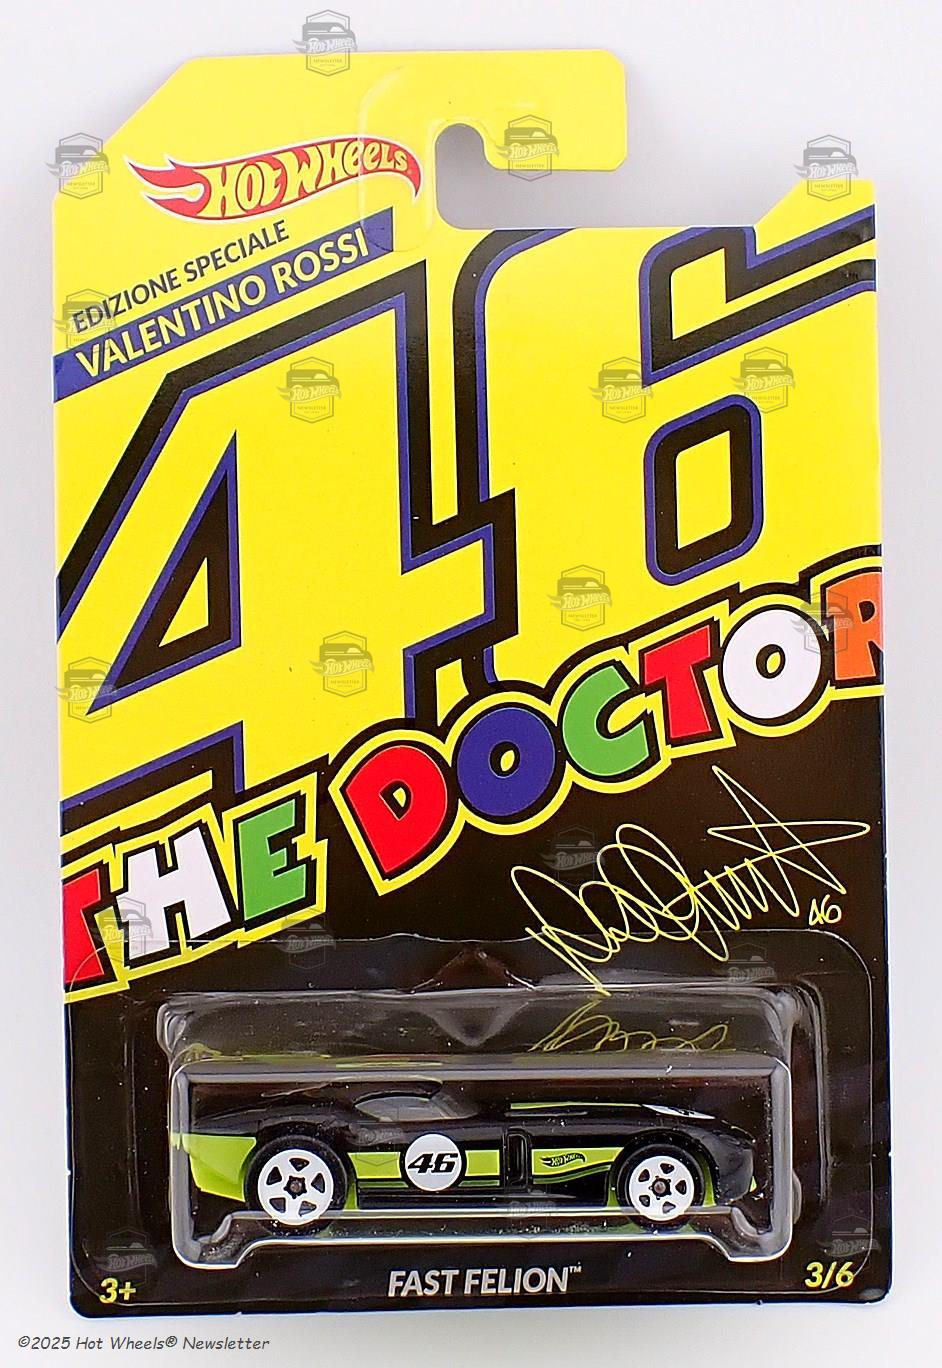 HOT WHEELS
EDIZIONE SPECIALE
VALENTINO ROSSI
46
THE DOCTOR
46
46
3+
FAST FELION™
3/6
©2025 Hot Wheels® Newsletter